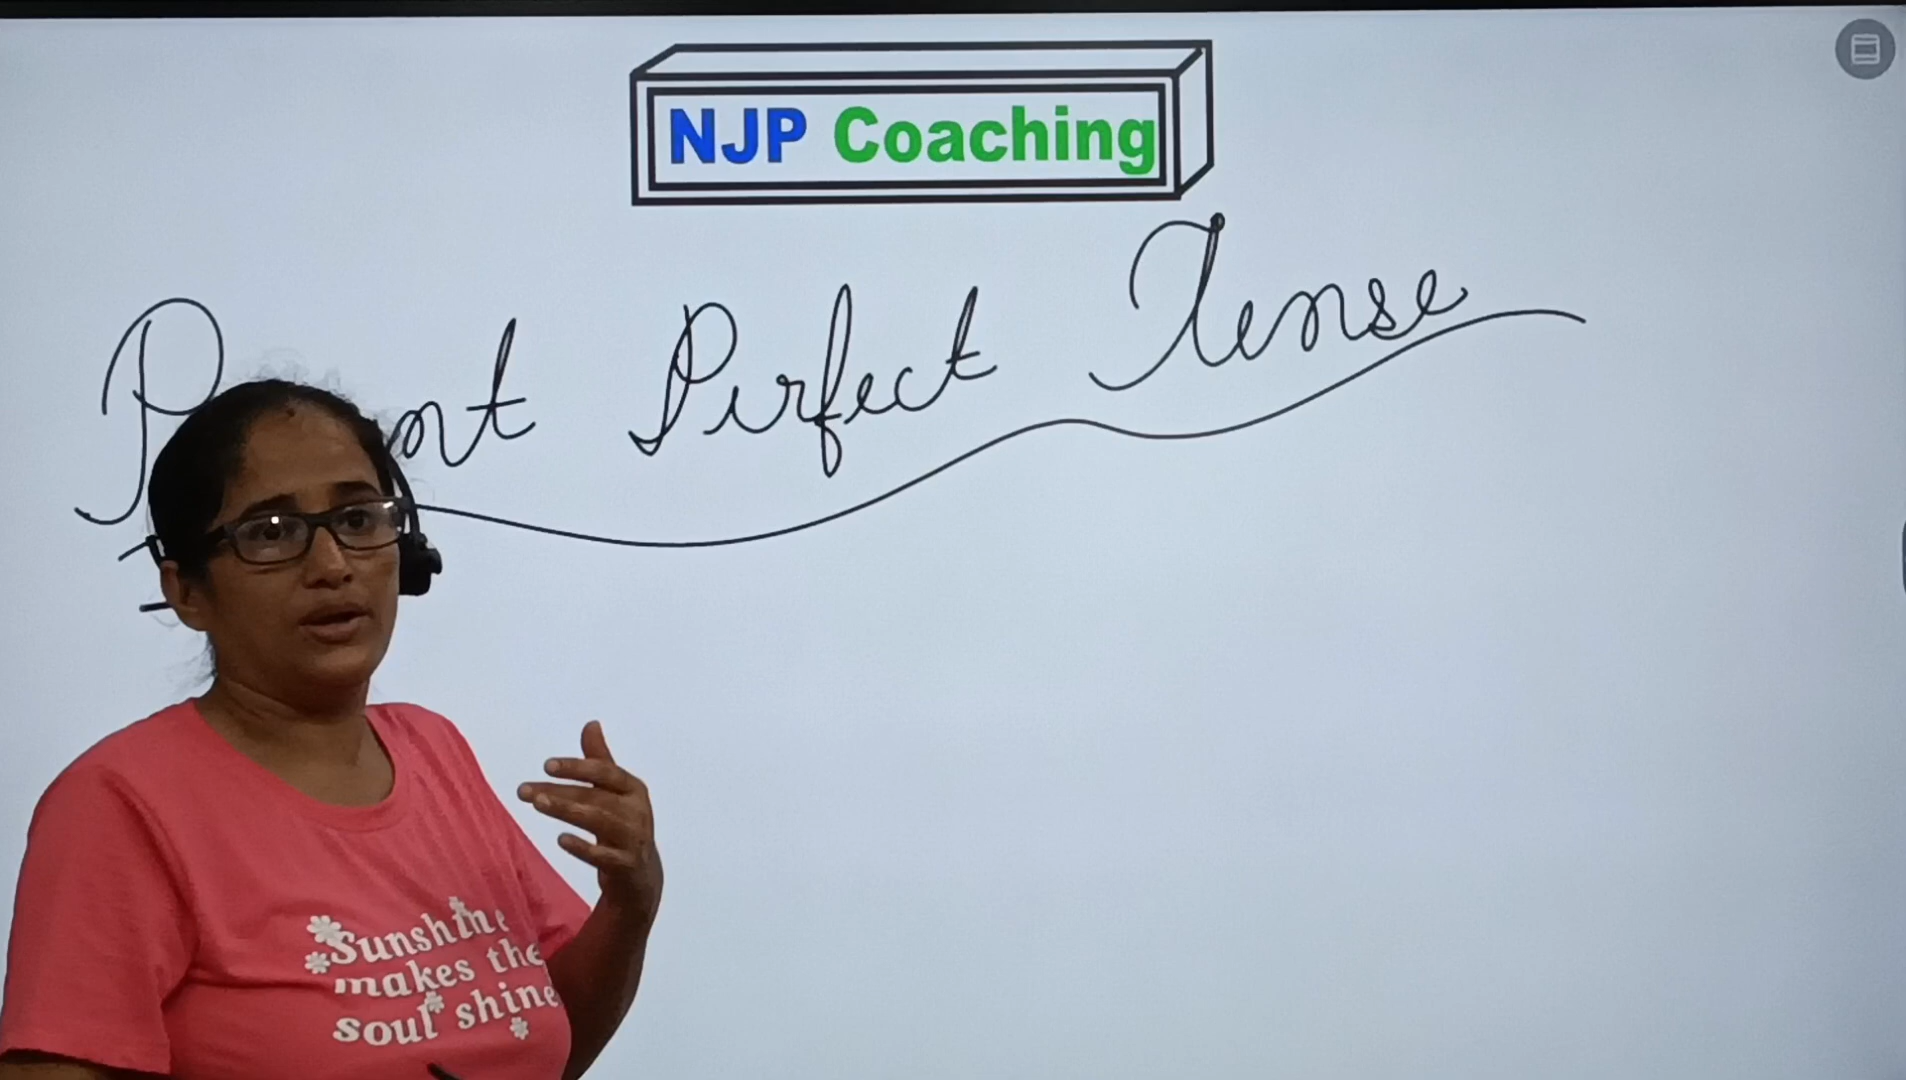 NJP Coaching
Perfect Tense
Sunshine
makes the
soul shine